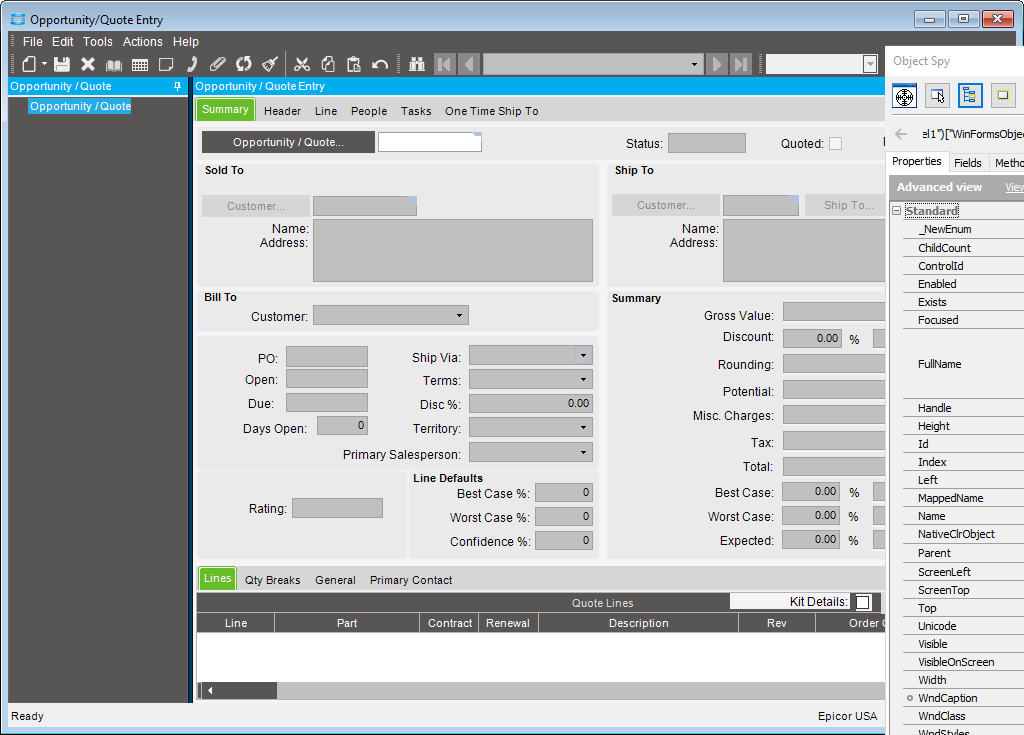 Opportunity/Quote Entry
File Edit Tools Actions Help
Opportunity / Quote
Opportunity / Quote
Opportunity / Quote Entry
Summary Header Line People Tasks One Time Ship To
Opportunity / Quote...
Status:
Quoted:
Sold To
Customer...
Name:
Address:
Ship To
Customer...
Ship To...
Name:
Address:
Bill To
Customer:
PO:
Open:
Due:
Days Open: 0
Ship Via:
Terms:
Disc %: 0.00
Territory:
Primary Salesperson:
Rating:
Line Defaults
Best Case %: 0
Worst Case %: 0
Confidence %: 0
Summary
Gross Value:
Discount: 0.00 %
Rounding:
Potential:
Misc. Charges:
Tax:
Total:
Best Case: 0.00 %
Worst Case: 0.00 %
Expected: 0.00 %
Lines Qty Breaks General Primary Contact
Quote Lines
Kit Details:
Line Part Contract Renewal Description Rev Order
Ready
Epicor USA
Object Spy
el1")["WinFormsObjec
Properties Fields Metho
Advanced view View
Standard
_NewEnum
ChildCount
ControlId
Enabled
Exists
Focused
FullName
Handle
Height
Id
Index
Left
MappedName
Name
NativeClrObject
Parent
ScreenLeft
ScreenTop
Top
Unicode
Visible
VisibleOnScreen
Width
WndCaption
WndClass
WndStyles